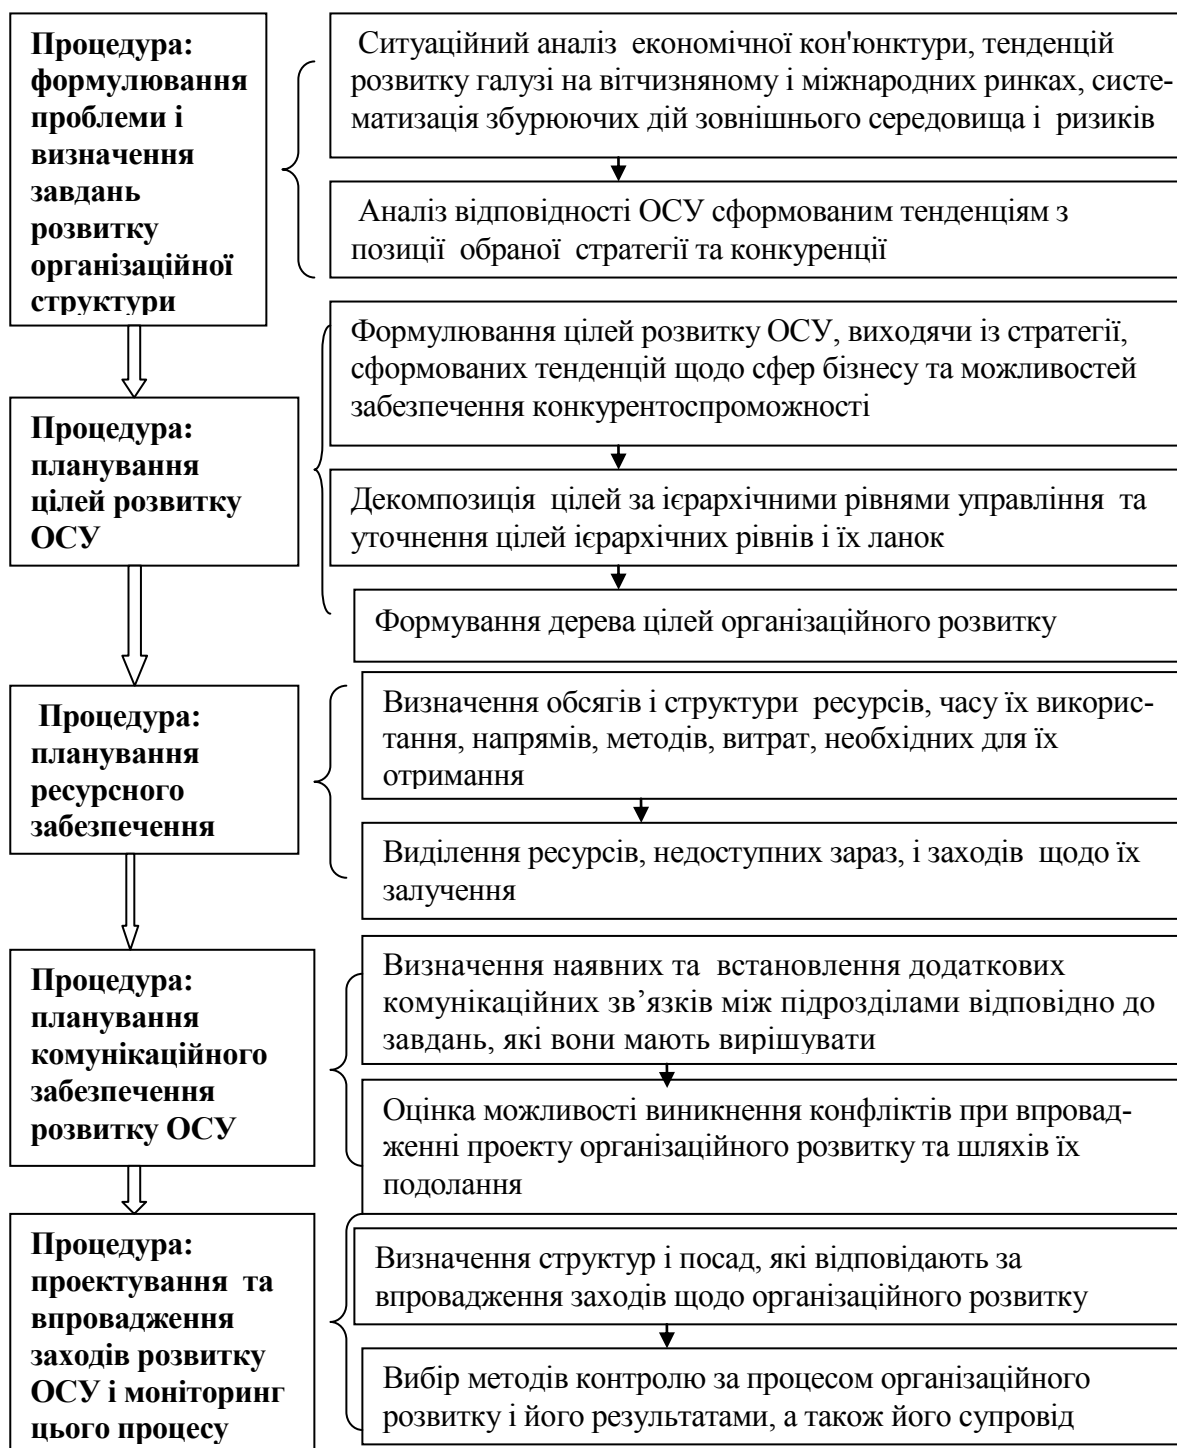 Процедура:
формулювання
проблеми і
визначення
завдань
розвитку
організаційної
структури
Ситуаційний аналіз економічної кон'юнктури, тенденцій
розвитку галузі на вітчизняному і міжнародних ринках, систе-
матизація збурюючих дій зовнішнього середовища і ризиків
Аналіз відповідності ОСУ сформованим тенденціям з
позиції обраної стратегії та конкуренції
Процедура:
планування
цілей розвитку
ОСУ
Формулювання цілей розвитку ОСУ, виходячи із стратегії,
сформованих тенденцій щодо сфер бізнесу та можливостей
забезпечення конкурентоспроможності
Декомпозиція цілей за ієрархічними рівнями управління та
уточнення цілей ієрархічних рівнів і їх ланок
Формування дерева цілей організаційного розвитку
Процедура:
планування
ресурсного
забезпечення
Визначення обсягів і структури ресурсів, часу їх викорис-
тання, напрямів, методів, витрат, необхідних для їх
отримання
Виділення ресурсів, недоступних зараз, і заходів щодо їх
залучення
Процедура:
планування
комунікаційного
забезпечення
розвитку ОСУ
Визначення наявних та встановлення додаткових
комунікаційних зв’язків між підрозділами відповідно до
завдань, які вони мають вирішувати
Оцінка можливості виникнення конфліктів при впровад-
женні проекту організаційного розвитку та шляхів їх
подолання
Процедура:
проектування та
впровадження
заходів розвитку
ОСУ і моніторинг
цього процесу
Визначення структур і посад, які відповідають за
впровадження заходів щодо організаційного розвитку
Вибір методів контролю за процесом організаційного
розвитку і його результатами, а також його супровід